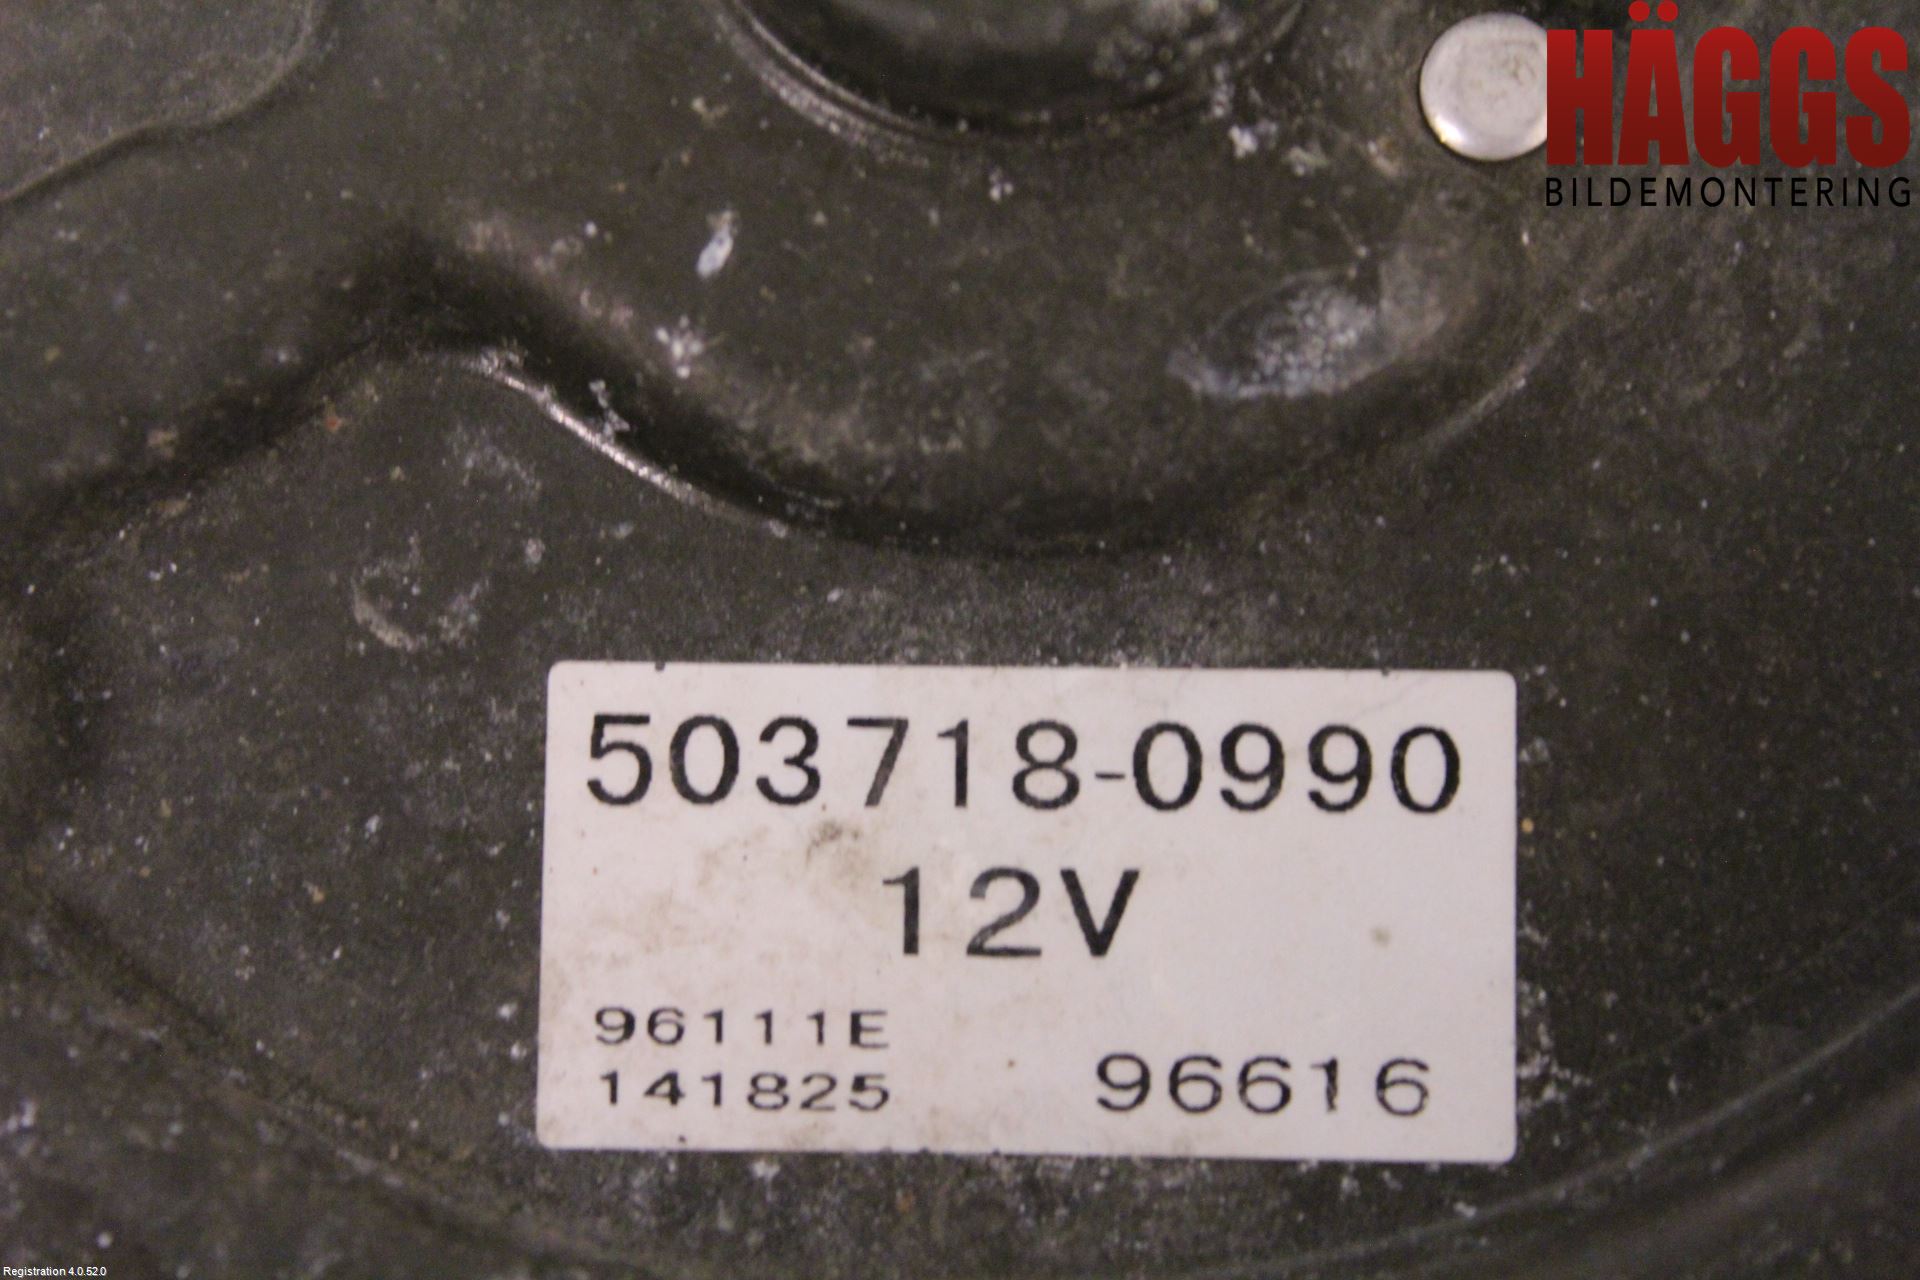 HÄGGS
BILDEMONTERING
503718-0990
12V
96111E
141825 96616
Registration 4.0.52.0